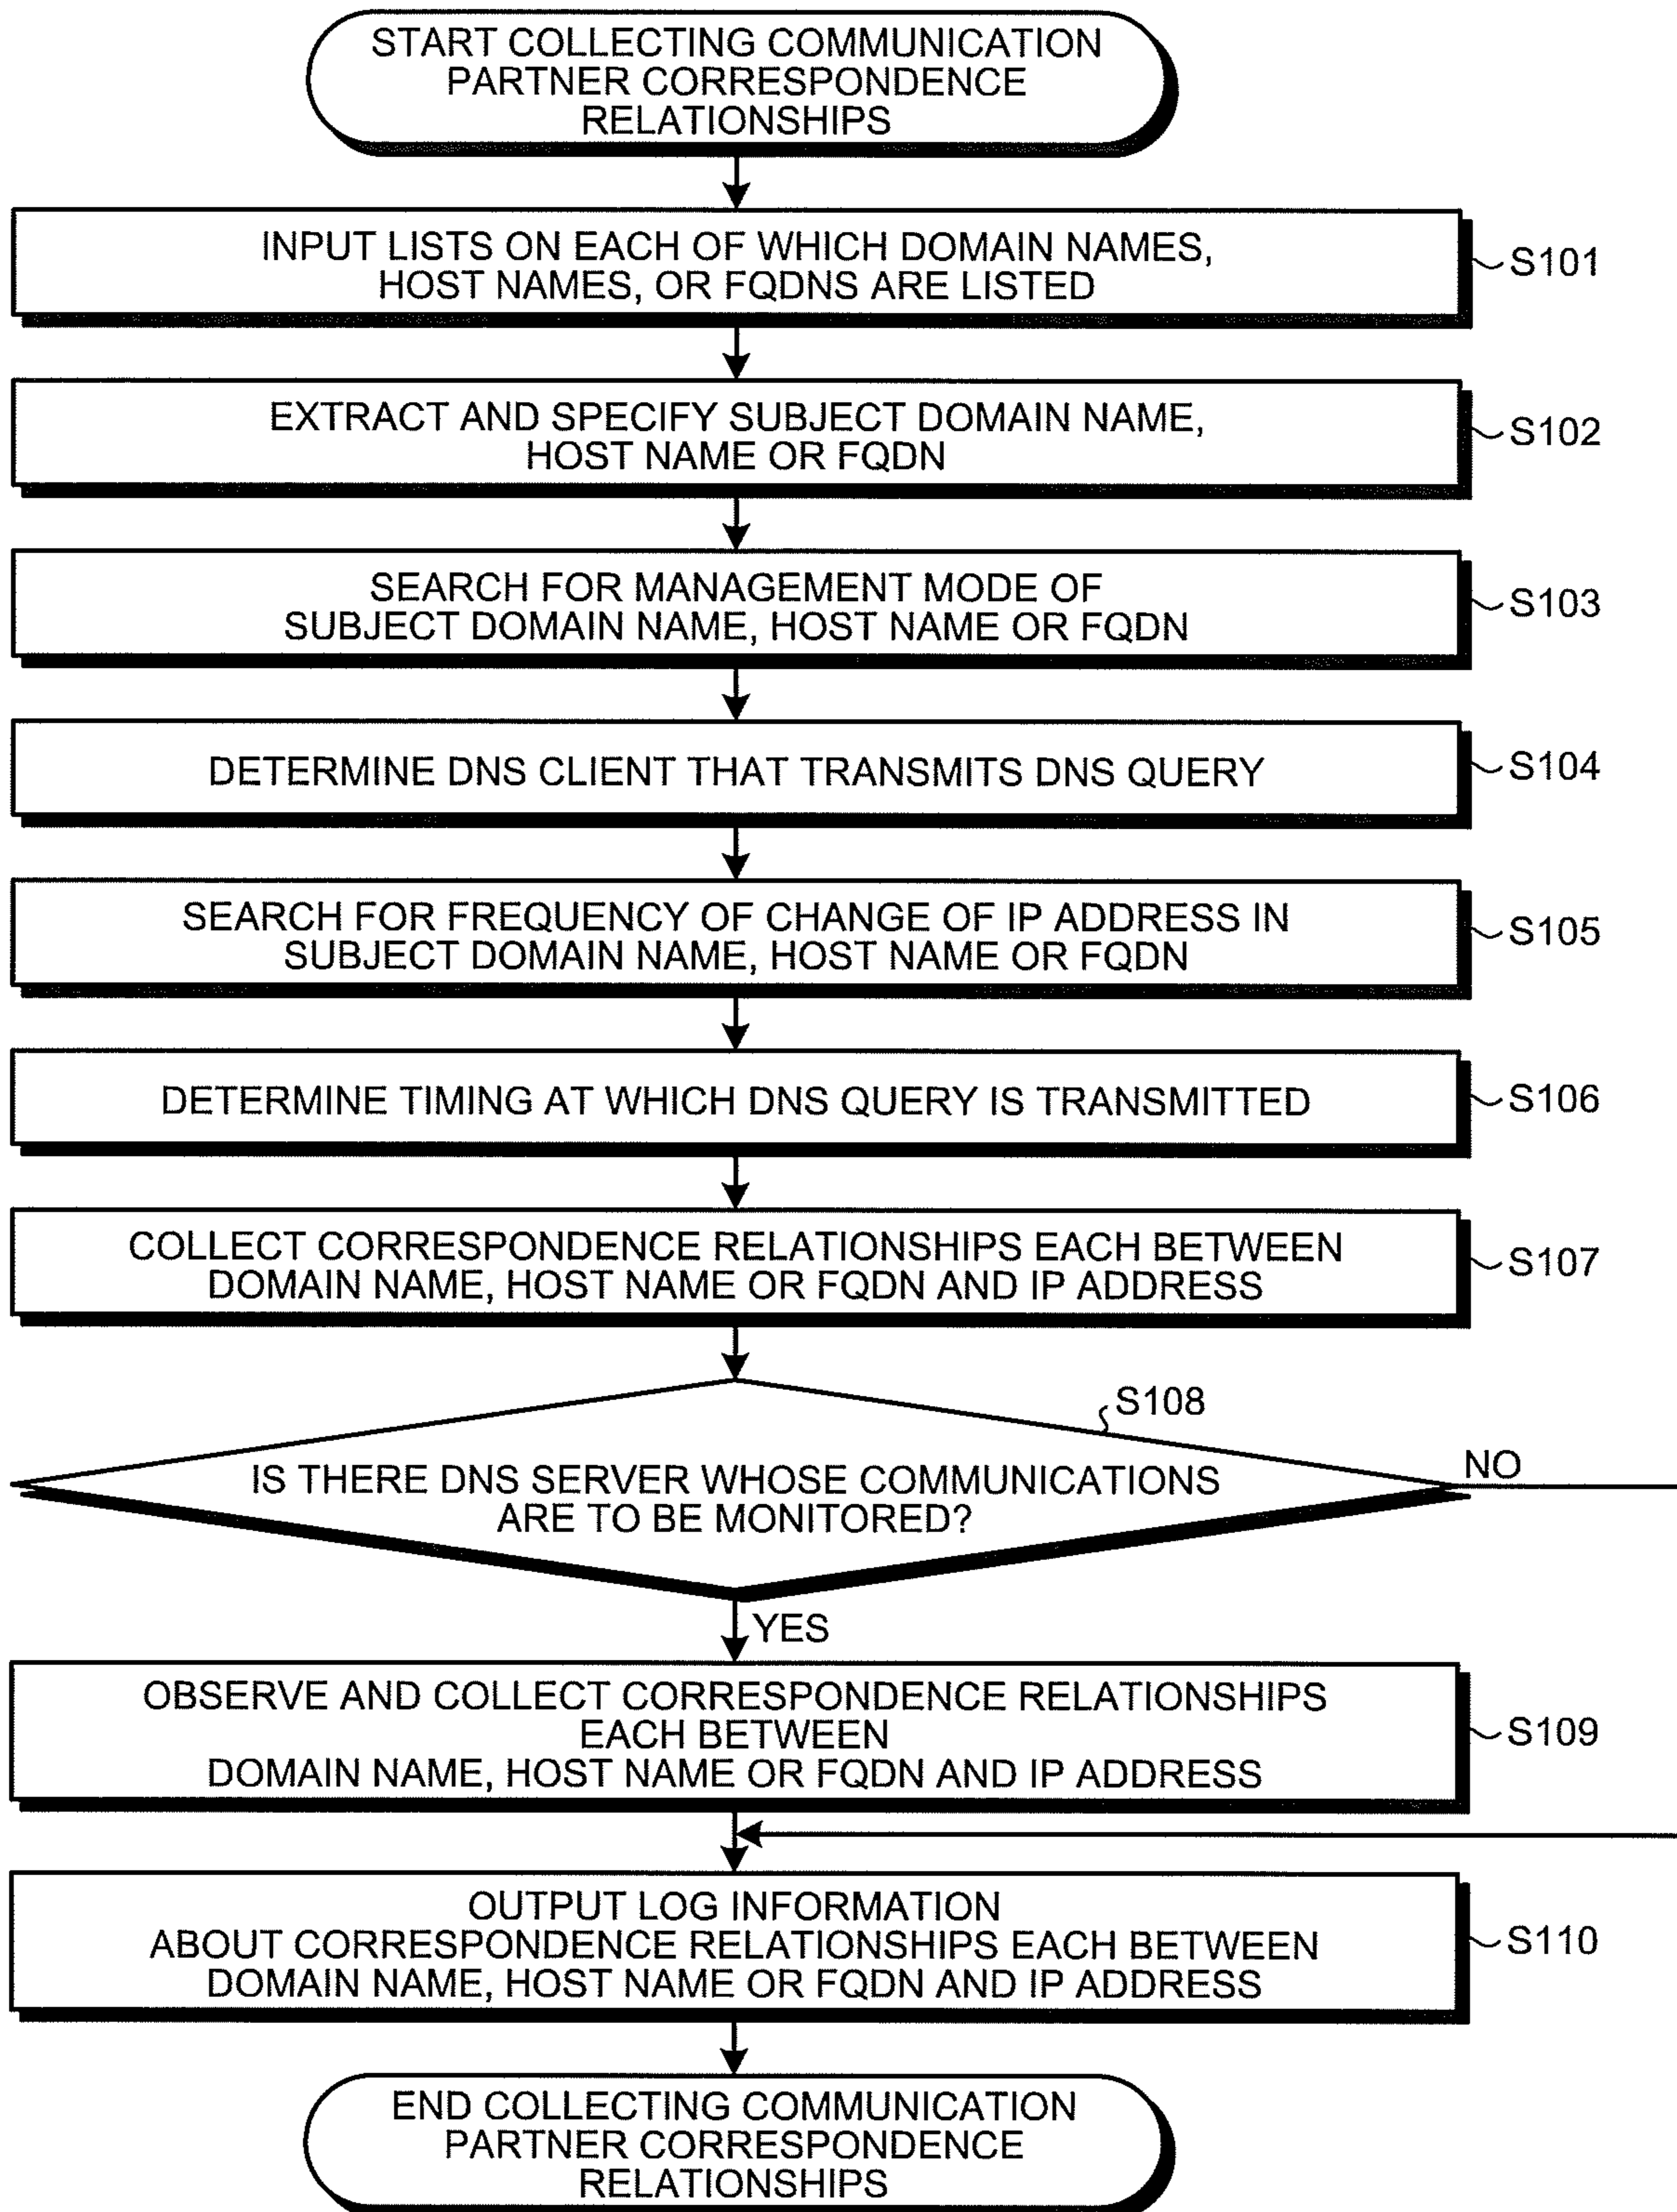 START COLLECTING COMMUNICATION
PARTNER CORRESPONDENCE
RELATIONSHIPS
INPUT LISTS ON EACH OF WHICH DOMAIN NAMES,
HOST NAMES, OR FQDNS ARE LISTED
S101
EXTRACT AND SPECIFY SUBJECT DOMAIN NAME,
HOST NAME OR FQDN
S102
SEARCH FOR MANAGEMENT MODE OF
SUBJECT DOMAIN NAME, HOST NAME OR FQDN
S103
DETERMINE DNS CLIENT THAT TRANSMITS DNS QUERY
S104
SEARCH FOR FREQUENCY OF CHANGE OF IP ADDRESS IN
SUBJECT DOMAIN NAME, HOST NAME OR FQDN
S105
DETERMINE TIMING AT WHICH DNS QUERY IS TRANSMITTED
S106
COLLECT CORRESPONDENCE RELATIONSHIPS EACH BETWEEN
DOMAIN NAME, HOST NAME OR FQDN AND IP ADDRESS
S107
S108
IS THERE DNS SERVER WHOSE COMMUNICATIONS
ARE TO BE MONITORED?
NO
YES
OBSERVE AND COLLECT CORRESPONDENCE RELATIONSHIPS
EACH BETWEEN
DOMAIN NAME, HOST NAME OR FQDN AND IP ADDRESS
S109
OUTPUT LOG INFORMATION
ABOUT CORRESPONDENCE RELATIONSHIPS EACH BETWEEN
DOMAIN NAME, HOST NAME OR FQDN AND IP ADDRESS
S110
END COLLECTING COMMUNICATION
PARTNER CORRESPONDENCE
RELATIONSHIPS